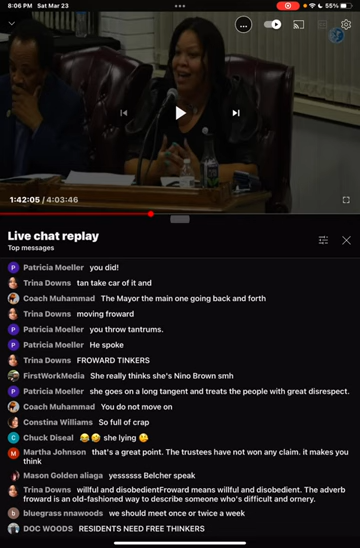 8:06 PM Sat Mar 23
55%
1:42:05 / 4:03:46
Live chat replay
Top messages
P Patricia Moeller you did!
Trina Downs tan take car of it and
Coach Muhammad The Mayor the main one going back and forth
Trina Downs moving froward
P Patricia Moeller you throw tantrums.
P Patricia Moeller He spoke
Trina Downs FROWARD TINKERS
FirstWorkMedia She really thinks she's Nino Brown smh
P Patricia Moeller she goes on a long tangent and treats the people with great disrespect.
Coach Muhammad You do not move on
Constina Williams So full of crap
C Chuck Diseal 😂🤣 she lying 😋
M Martha Johnson that's a great point. The trustees have not won any claim. it makes you
think
Mason Golden aliaga yessssss Belcher speak
Trina Downs willful and disobedientFroward means willful and disobedient. The adverb
froward is an old-fashioned way to describe someone who's difficult and ornery.
b bluegrass nnawoods we should meet once or twice a week
DOC WOODS RESIDENTS NEED FREE THINKERS